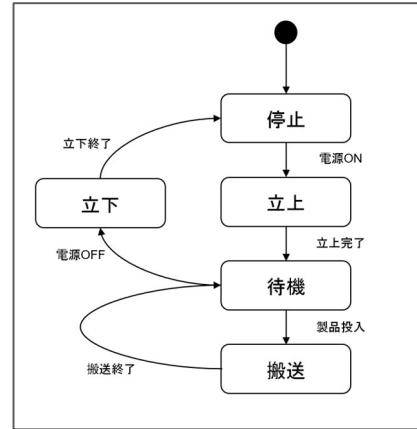 停止
立下終了
電源ON
立下
立上
立上完了
電源OFF
待機
製品投入
搬送終了
搬送